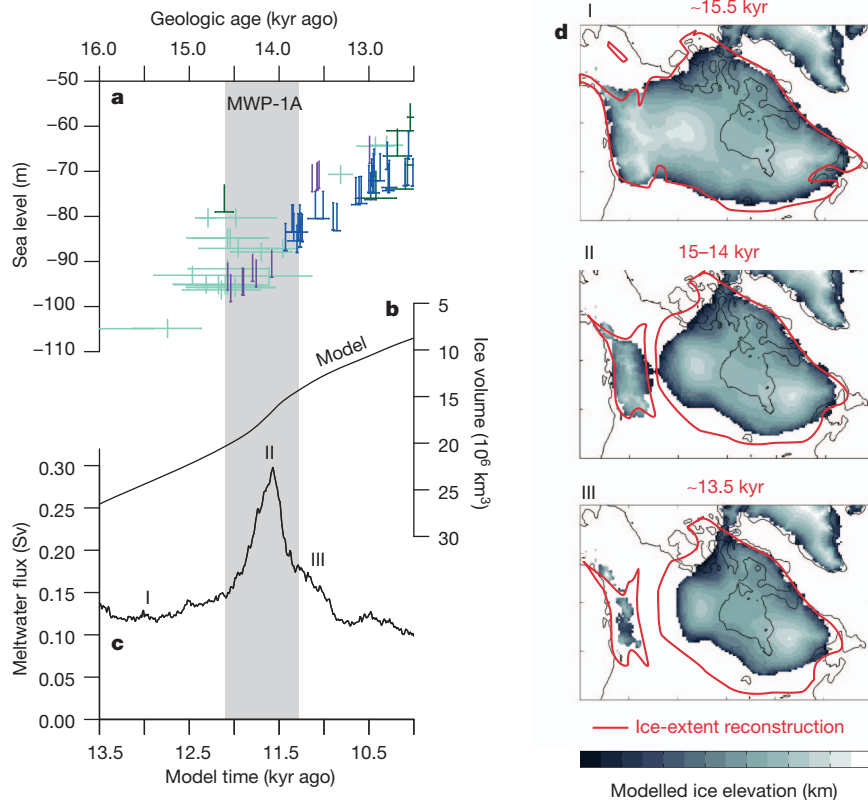 Geologic age (kyr ago)
16.0 15.0 14.0 13.0
a
MWP-1A
Sea level (m)
−50
−60
−70
−80
−90
−100
−110
b
Model
5
10
15
20
25
30
Ice volume (10⁶ km³)
Meltwater flux (Sv)
0.30
0.25
0.20
0.15
0.10
0.05
0.00
I
II
III
c
13.5 12.5 11.5 10.5
Model time (kyr ago)
d
I
~15.5 kyr
II
15–14 kyr
III
~13.5 kyr
Ice-extent reconstruction
Modelled ice elevation (km)